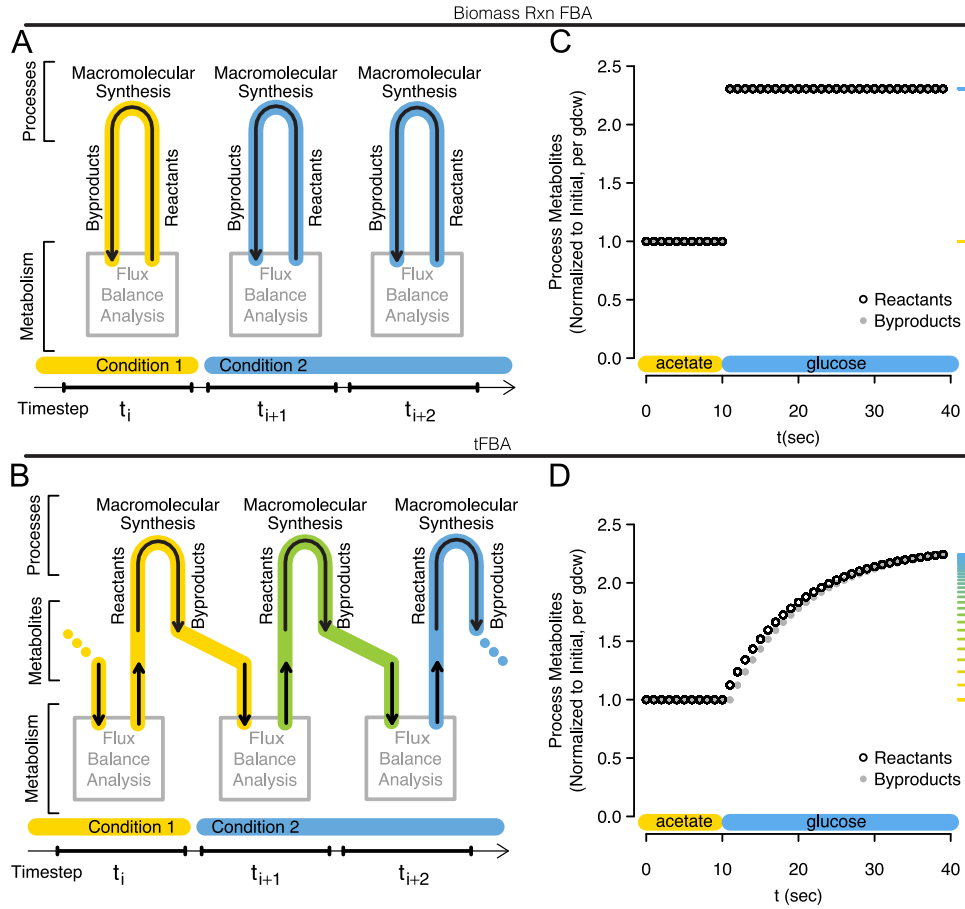 Biomass Rxn FBA
A
Processes
Macromolecular
Synthesis
Macromolecular
Synthesis
Macromolecular
Synthesis
Byproducts
Reactants
Byproducts
Reactants
Byproducts
Reactants
Metabolism
Flux
Balance
Analysis
Flux
Balance
Analysis
Flux
Balance
Analysis
Condition 1
Condition 2
Timestep
tᵢ
tᵢ₊₁
tᵢ₊₂
C
Process Metabolites
(Normalized to Initial, per gdcw)
2.5
2.0
1.5
1.0
0.5
0.0
Reactants
Byproducts
acetate
glucose
0
10
20
30
40
t(sec)
tFBA
B
Processes
Macromolecular
Synthesis
Macromolecular
Synthesis
Macromolecular
Synthesis
Reactants
Byproducts
Reactants
Byproducts
Reactants
Byproducts
Metabolites
Metabolism
Flux
Balance
Analysis
Flux
Balance
Analysis
Flux
Balance
Analysis
Condition 1
Condition 2
Timestep
tᵢ
tᵢ₊₁
tᵢ₊₂
D
Process Metabolites
(Normalized to Initial, per gdcw)
2.5
2.0
1.5
1.0
0.5
0.0
Reactants
Byproducts
acetate
glucose
0
10
20
30
40
t (sec)